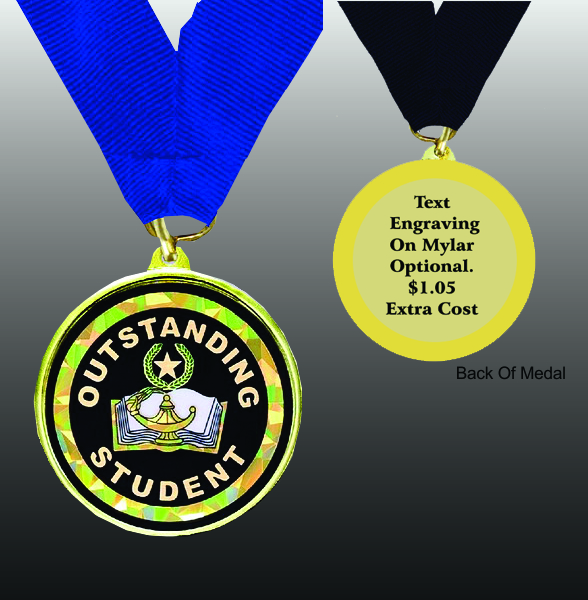 OUTSTANDING
STUDENT
Text
Engraving
On Mylar
Optional.
$1.05
Extra Cost
Back Of Medal